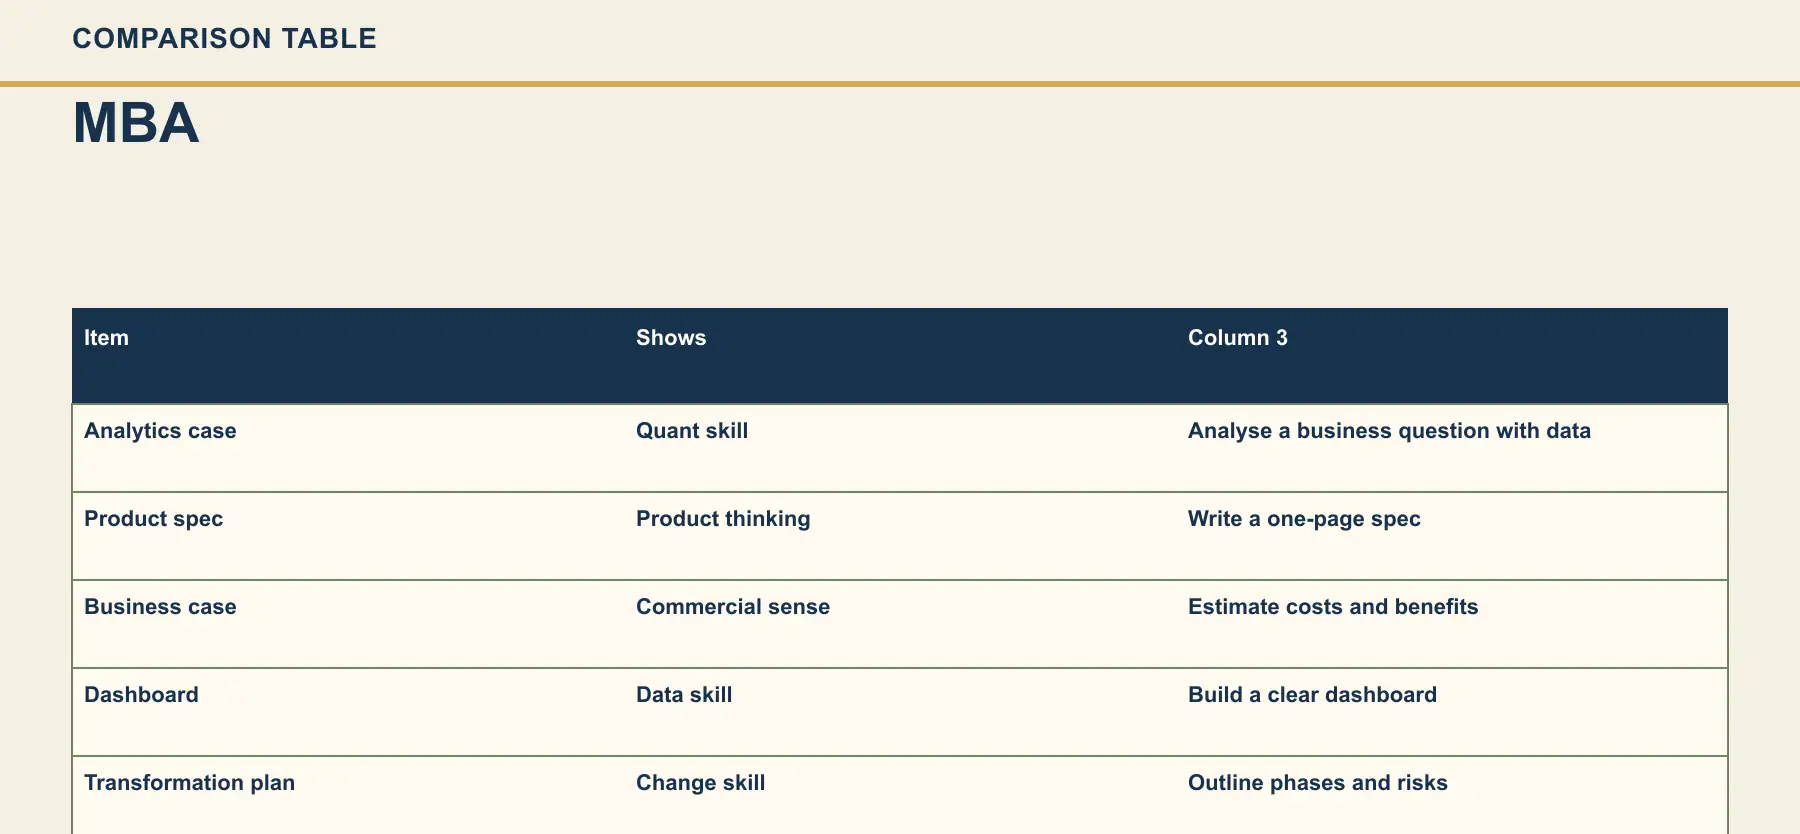 COMPARISON TABLE
MBA
Item Shows Column 3
Analytics case Quant skill Analyse a business question with data
Product spec Product thinking Write a one-page spec
Business case Commercial sense Estimate costs and benefits
Dashboard Data skill Build a clear dashboard
Transformation plan Change skill Outline phases and risks